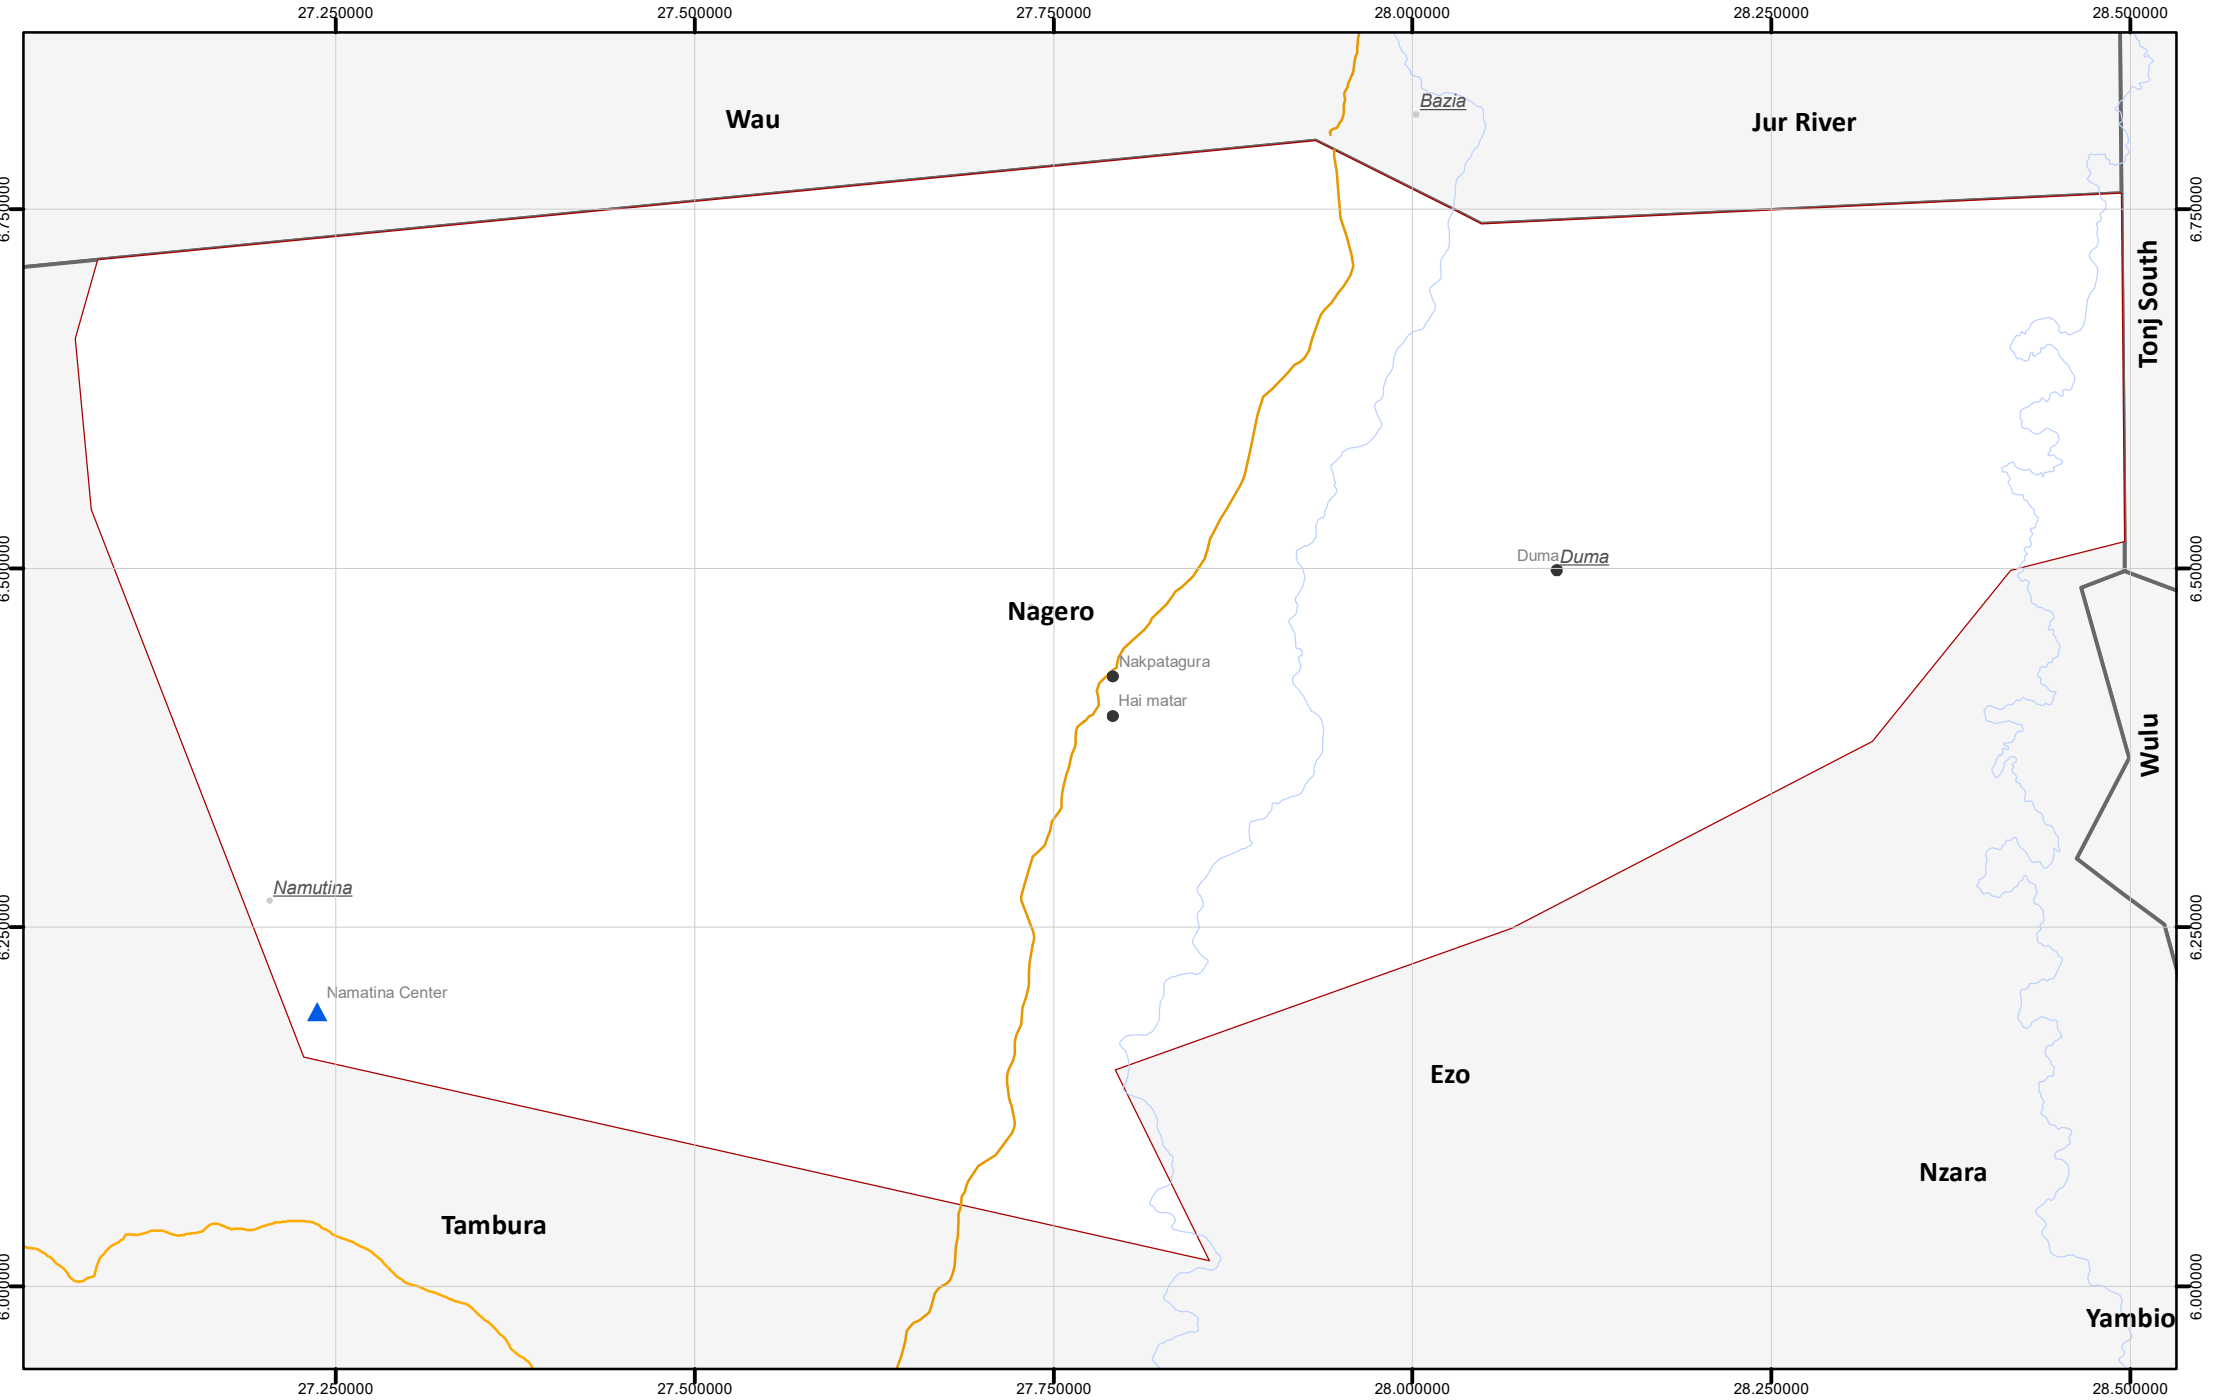 27.250000
27.500000
27.750000
28.000000
28.250000
28.500000
Bazia
Wau
Jur River
6.750000
6.750000
Tonj South
Duma
Duma
6.500000
6.500000
Nagero
Nakpatagura
Hai matar
Wulu
Namutina
6.250000
6.250000
Namatina Center
Ezo
Nzara
Tambura
6.000000
6.000000
Yambio
27.250000
27.500000
27.750000
28.000000
28.250000
28.500000